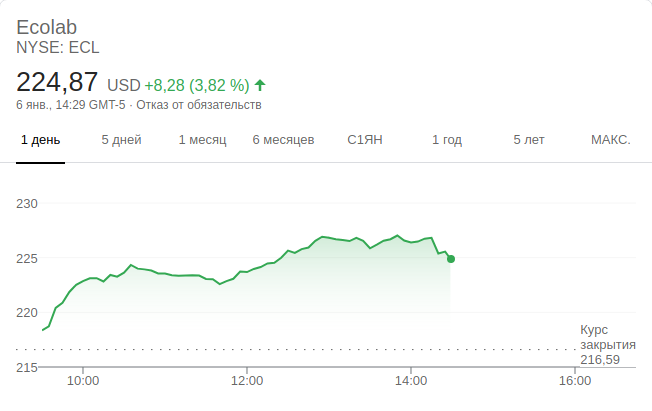 Ecolab
NYSE: ECL
224,87 USD +8,28 (3,82 %)
6 янв., 14:29 GMT-5 · Отказ от обязательств
1 день 5 дней 1 месяц 6 месяцев С1ЯН 1 год 5 лет МАКС.
230
225
220
Курс
закрытия
216,59
215
10:00 12:00 14:00 16:00